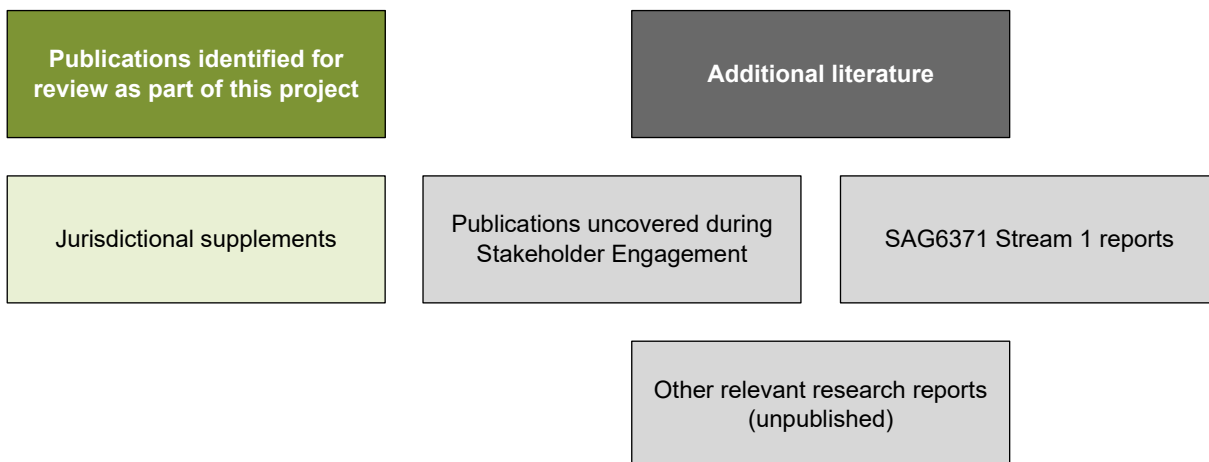 Publications identified for
review as part of this project
Additional literature
Jurisdictional supplements
Publications uncovered during
Stakeholder Engagement
SAG6371 Stream 1 reports
Other relevant research reports
(unpublished)